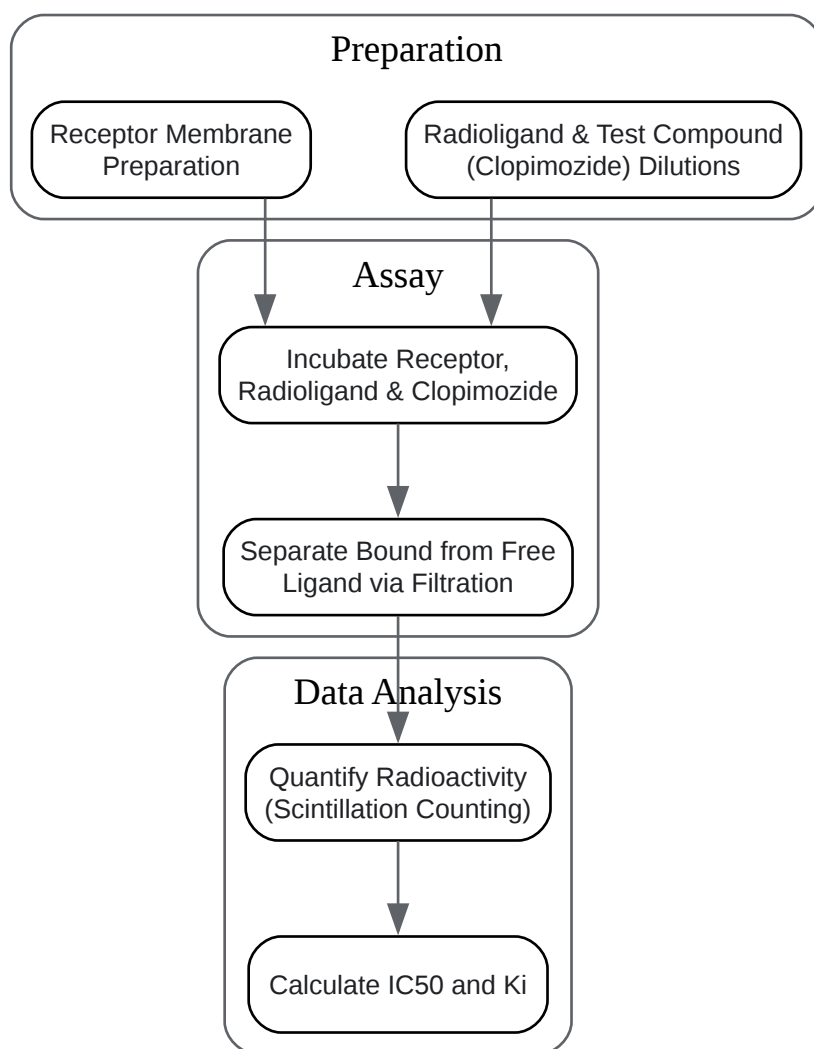 Preparation
Receptor Membrane
Preparation
Radioligand & Test Compound
(Clopimozide) Dilutions
Assay
Incubate Receptor,
Radioligand & Clopimozide
Separate Bound from Free
Ligand via Filtration
Data Analysis
Quantify Radioactivity
(Scintillation Counting)
Calculate IC50 and Ki